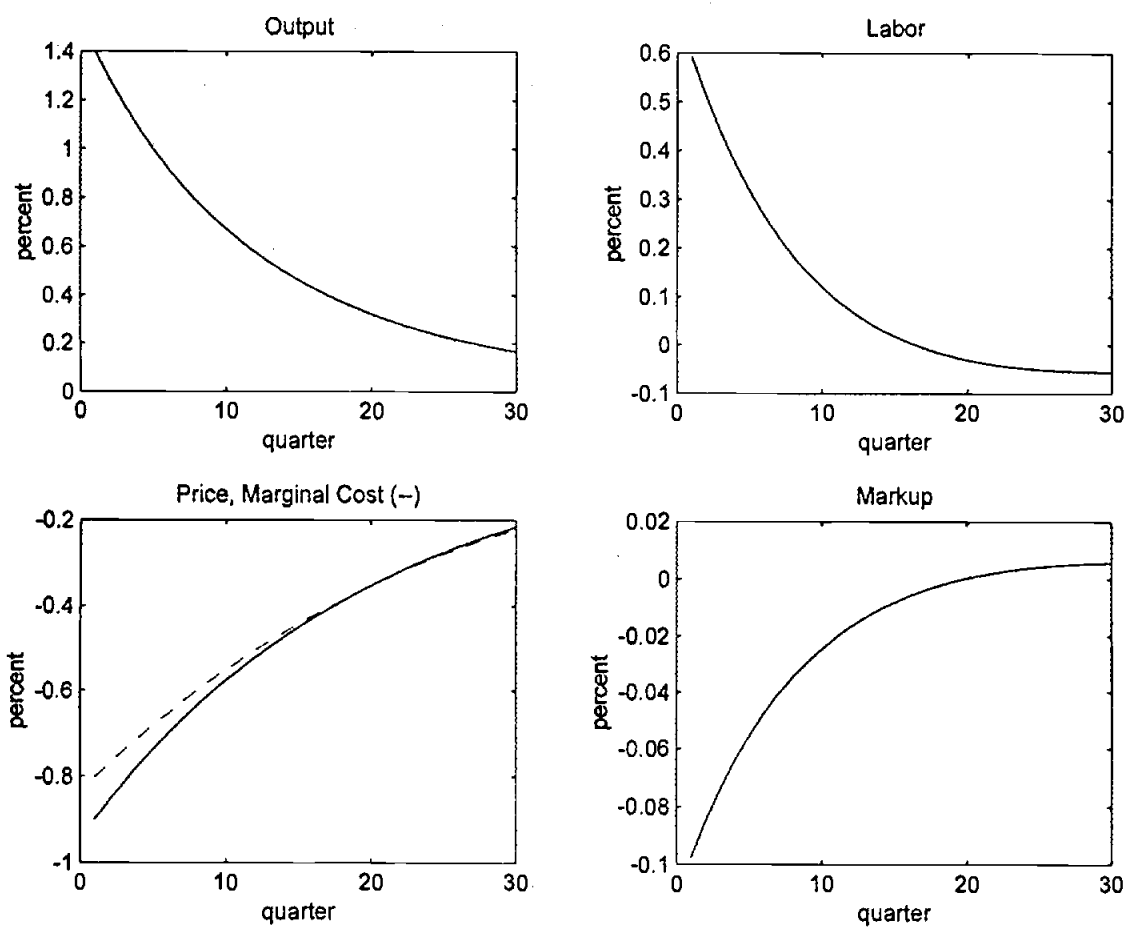 Output
1.4
1.2
1
0.8
0.6
0.4
0.2
0
percent
0 10 20 30
quarter
Labor
0.6
0.5
0.4
0.3
0.2
0.1
0
-0.1
percent
0 10 20 30
quarter
Price, Marginal Cost (--)
-0.2
-0.4
-0.6
-0.8
-1
percent
0 10 20 30
quarter
Markup
0.02
0
-0.02
-0.04
-0.06
-0.08
-0.1
percent
0 10 20 30
quarter